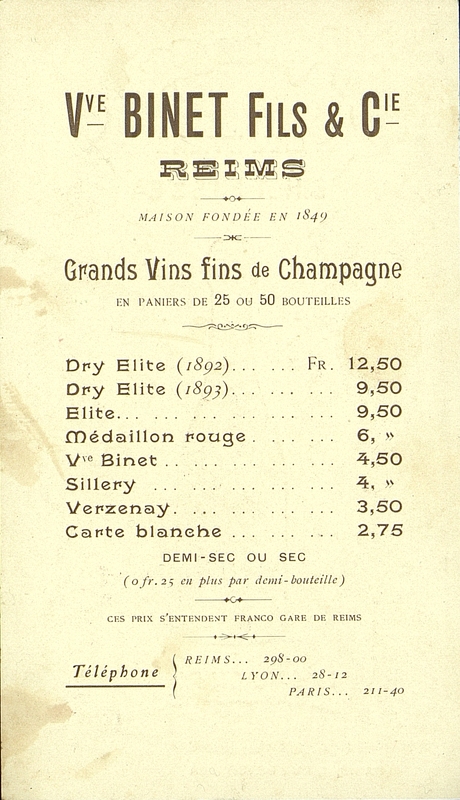 Vve BINET FILS & Cie
REIMS
MAISON FONDÉE EN 1849
Grands Vins fins de Champagne
EN PANIERS DE 25 OU 50 BOUTEILLES
Dry Elite (1892)... ... FR. 12,50
Dry Elite (1893)... ... ... 9,50
Elite... ... ... ... ... ... 9,50
Médaillon rouge . ... ... 6, »
Vve Binet .. ... ... ... ... 4,50
Sillery ... ... ... ... ... 4, »
Verzenay. ... ... ... ... 3,50
Carte blanche ... ... ... 2,75
DEMI-SEC OU SEC
(0 fr. 25 en plus par demi-bouteille)
CES PRIX S'ENTENDENT FRANCO GARE DE REIMS
Téléphone
REIMS... 298-00
LYON... 28-12
PARIS... 211-40